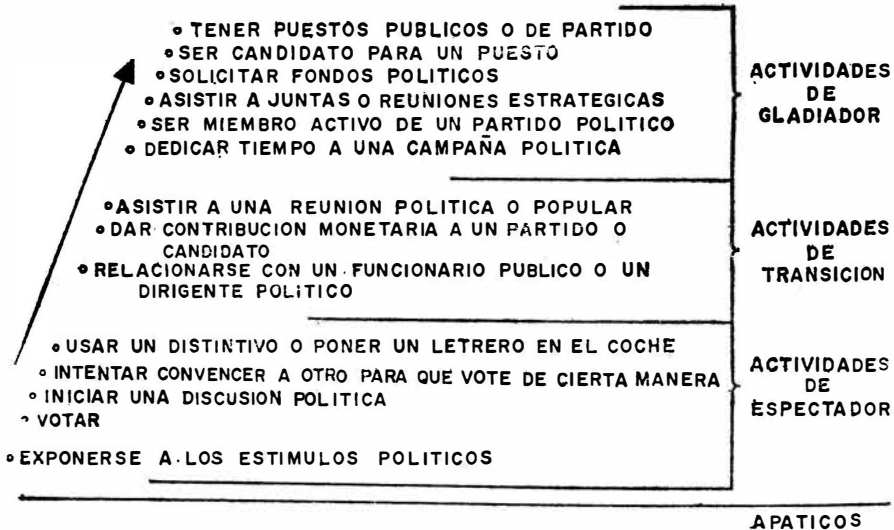 • TENER PUESTOS PUBLICOS O DE PARTIDO
• SER CANDIDATO PARA UN PUESTO
• SOLICITAR FONDOS POLITICOS
• ASISTIR A JUNTAS O REUNIONES ESTRATEGICAS
• SER MIEMBRO ACTIVO DE UN PARTIDO POLITICO
• DEDICAR TIEMPO A UNA CAMPAÑA POLITICA
ACTIVIDADES
DE
GLADIADOR
• ASISTIR A UNA REUNION POLITICA O POPULAR
• DAR CONTRIBUCION MONETARIA A UN PARTIDO O
CANDIDATO
• RELACIONARSE CON UN FUNCIONARIO PUBLICO O UN
DIRIGENTE POLITICO
ACTIVIDADES
DE
TRANSICION
• USAR UN DISTINTIVO O PONER UN LETRERO EN EL COCHE
• INTENTAR CONVENCER A OTRO PARA QUE VOTE DE CIERTA MANERA
• INICIAR UNA DISCUSION POLITICA
• VOTAR
• EXPONERSE A LOS ESTIMULOS POLITICOS
ACTIVIDADES
DE
ESPECTADOR
APATICOS